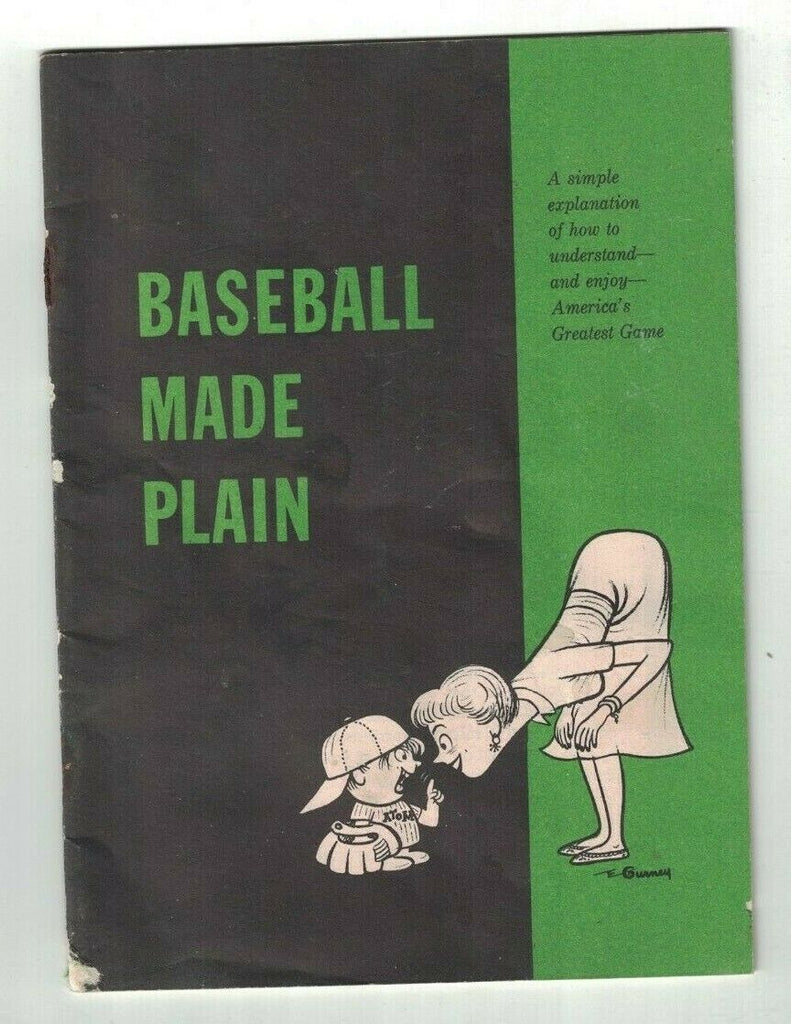 BASEBALL
MADE
PLAIN
A simple
explanation
of how to
understand—
and enjoy—
America's
Greatest Game
E Gurney